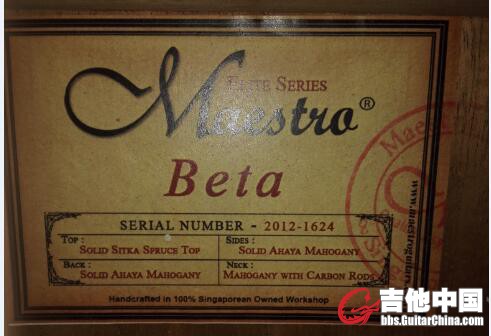 ELITE SERIES
Maestro®
Beta
SERIAL NUMBER - 2012-1624
TOP :
SOLID SITKA SPRUCE TOP
SIDES :
SOLID AHAYA MAHOGANY
BACK :
SOLID AHAYA MAHOGANY
NECK :
MAHOGANY WITH CARBON RODS
Handcrafted in 100% Singaporean Owned Workshop
吉他中国
bbs.GuitarChina.com